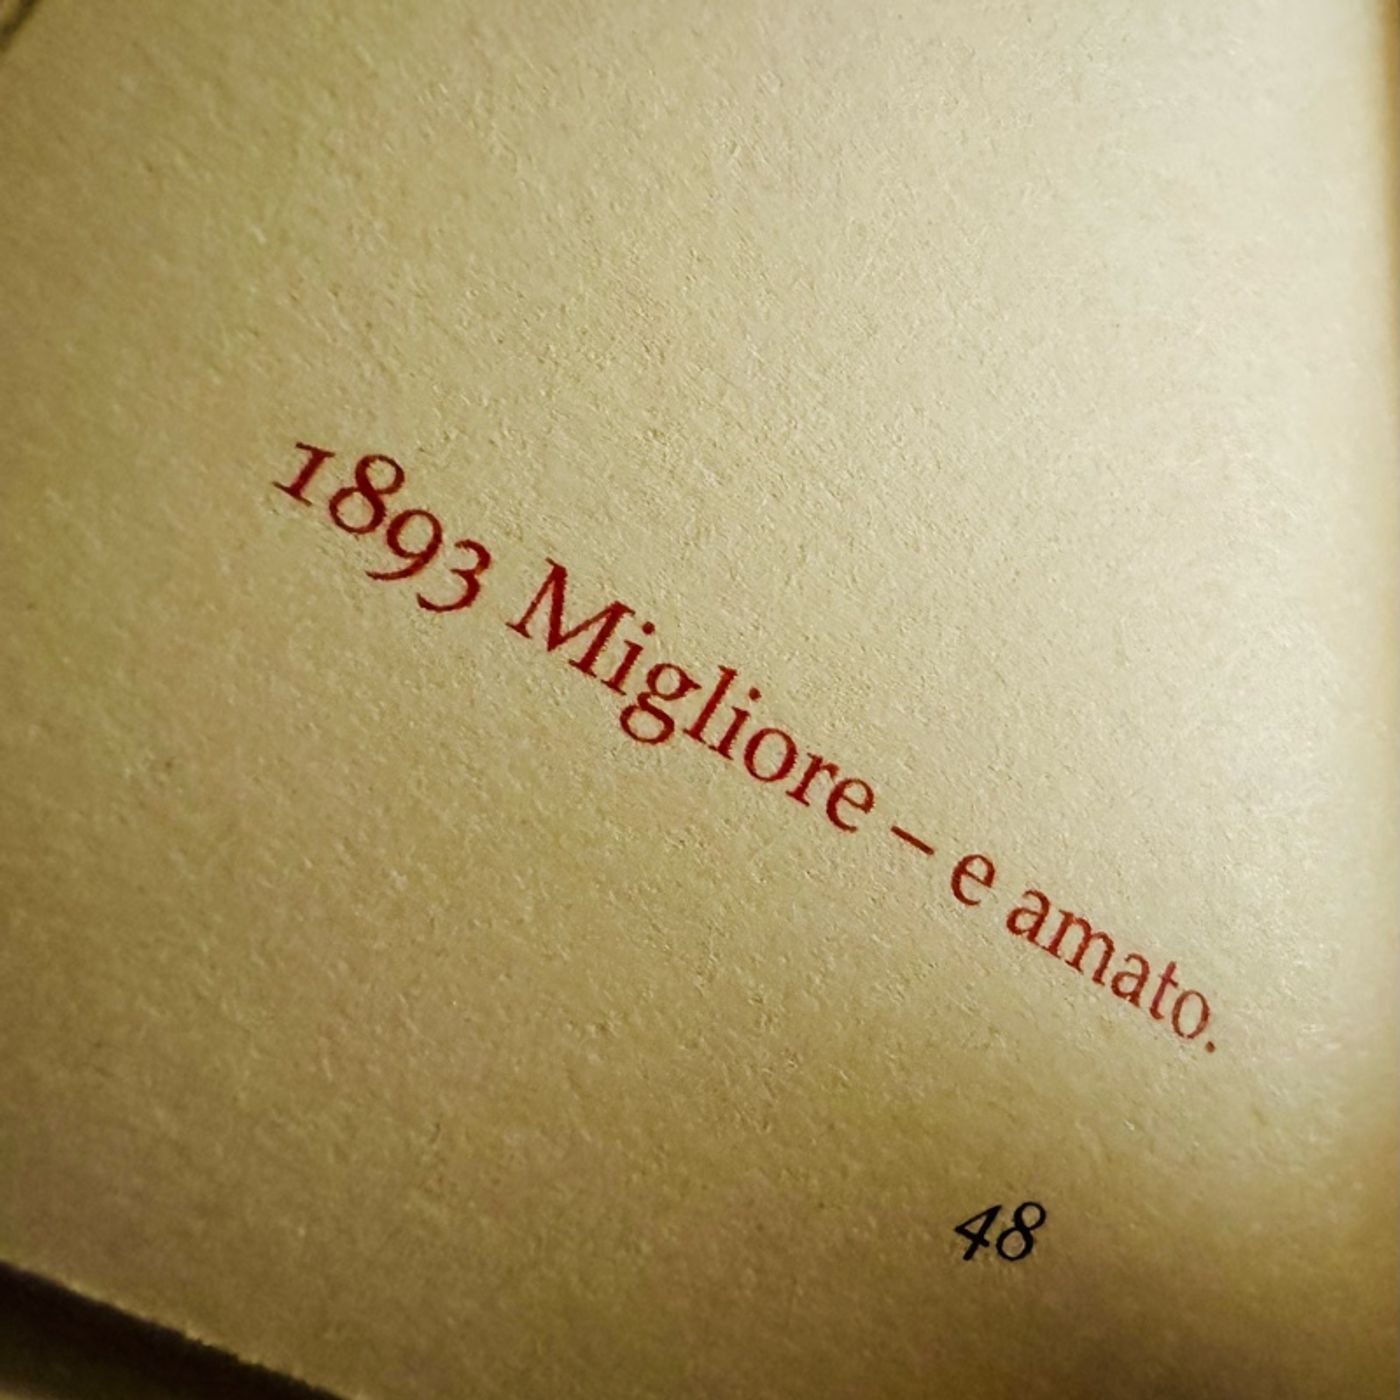 1893 Migliore – e amato.
48